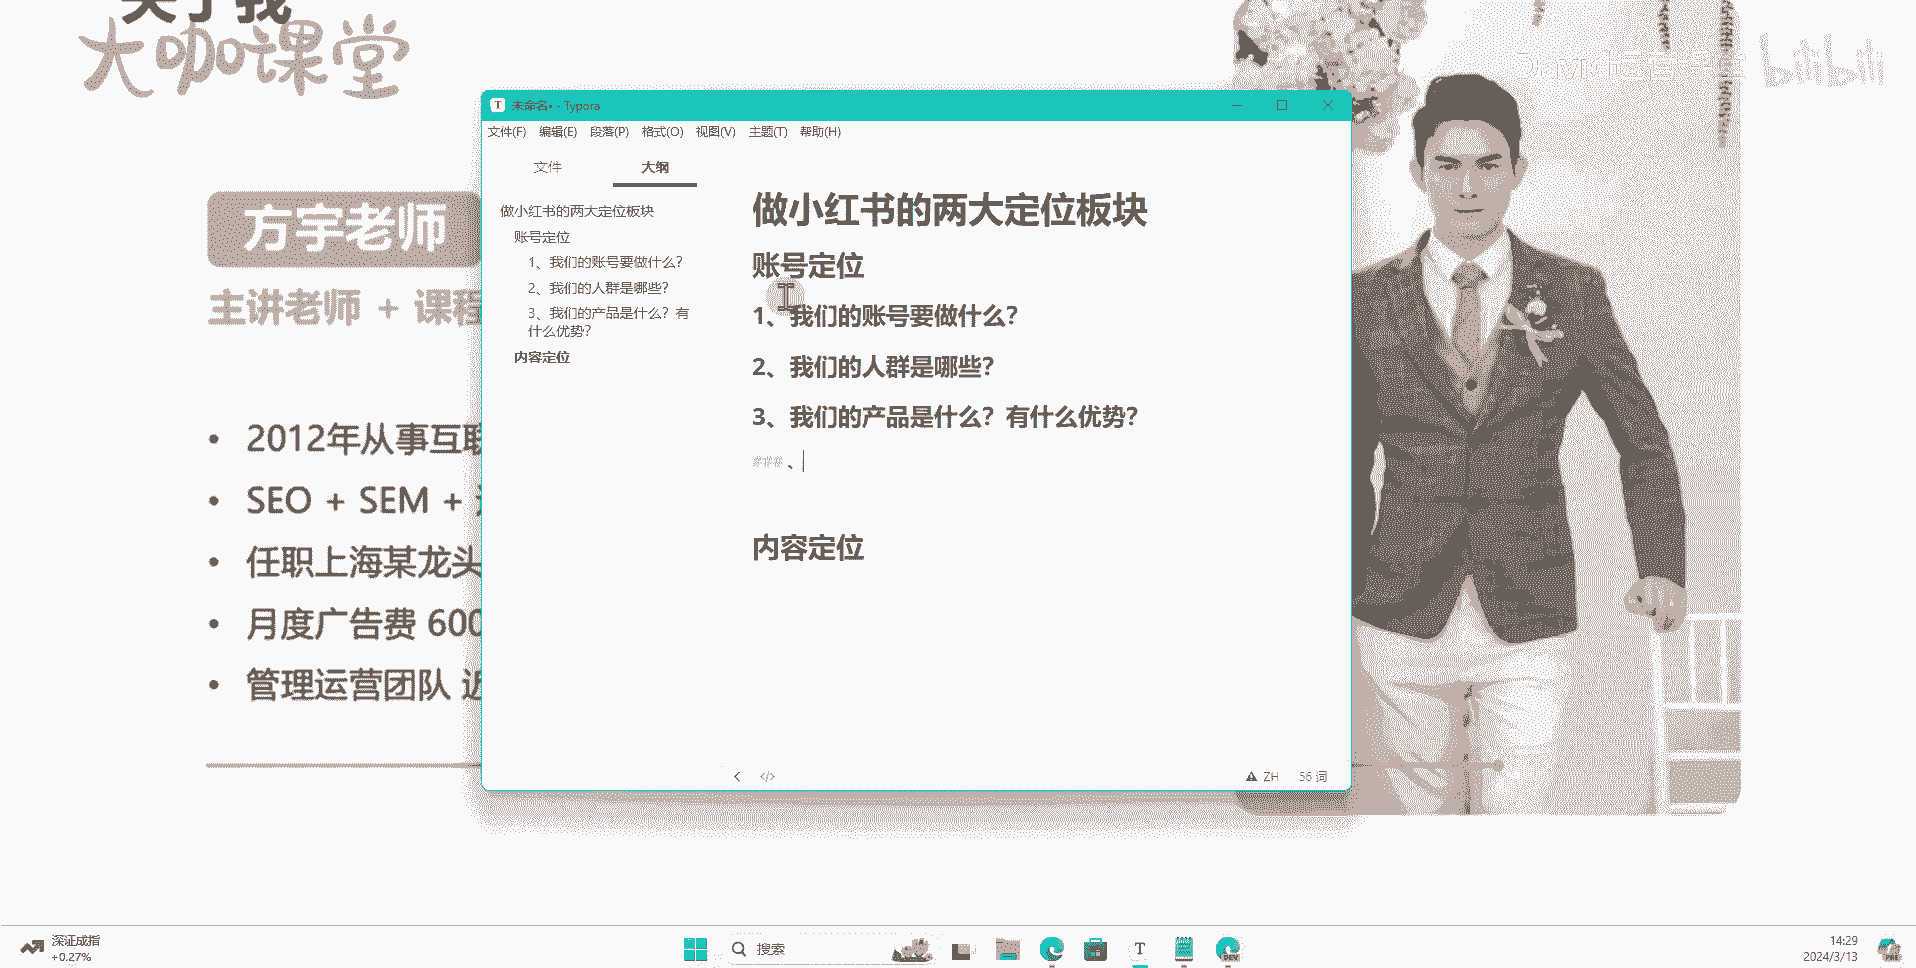 关于我
大咖课堂
bilibili
方宇老师
主讲老师 + 课程
2012年从事互联
SEO + SEM +
任职上海某龙头
月度广告费 600
管理运营团队 近
T 未命名• - Typora
文件(F) 编辑(E) 段落(P) 格式(O) 视图(V) 主题(T) 帮助(H)
文件 大纲
做小红书的两大定位板块
账号定位
1、我们的账号要做什么?
2、我们的人群是哪些?
3、我们的产品是什么？有
什么优势?
内容定位
做小红书的两大定位板块
账号定位
1、我们的账号要做什么?
2、我们的人群是哪些?
3、我们的产品是什么？有什么优势?
### 、
内容定位
</> ZH 56 词
深证成指
+0.27%
搜索
T
DEV
14:29
2024/3/13
PRE